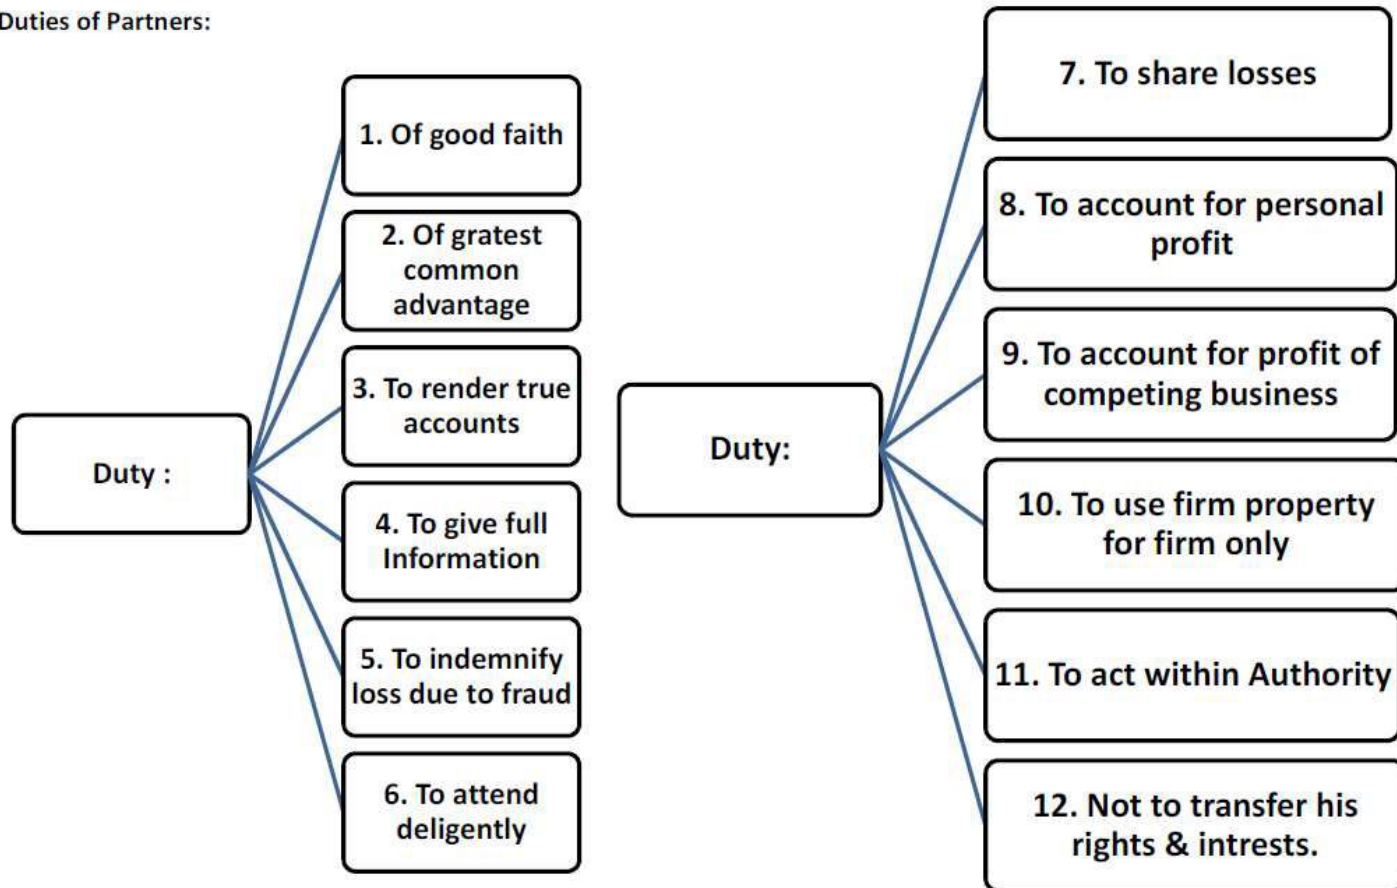 Duties of Partners:
Duty :
1. Of good faith
2. Of gratest
common
advantage
3. To render true
accounts
4. To give full
Information
5. To indemnify
loss due to fraud
6. To attend
deligently
Duty:
7. To share losses
8. To account for personal
profit
9. To account for profit of
competing business
10. To use firm property
for firm only
11. To act within Authority
12. Not to transfer his
rights & intrests.